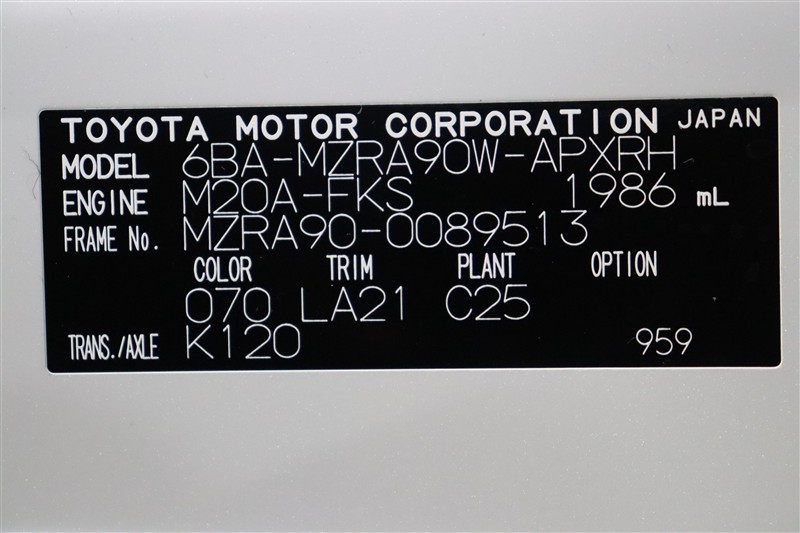 TOYOTA MOTOR CORPORATION JAPAN
MODEL 6BA-MZRA90W-APXRH
ENGINE M20A-FKS 1986 mL
FRAME No. MZRA90-0089513
COLOR TRIM PLANT OPTION
070 LA21 C25
TRANS./AXLE K120 959